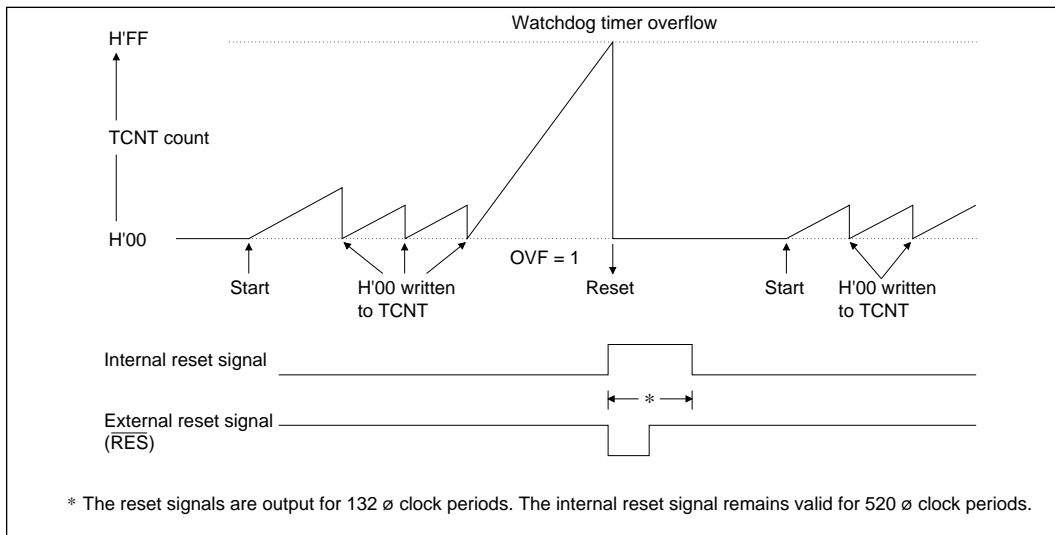 Watchdog timer overflow
H'FF
TCNT count
H'00
OVF = 1
Start
H'00 written
to TCNT
Reset
Start
H'00 written
to TCNT
Internal reset signal
*
External reset signal
(R̅E̅S̅)
* The reset signals are output for 132 ø clock periods. The internal reset signal remains valid for 520 ø clock periods.